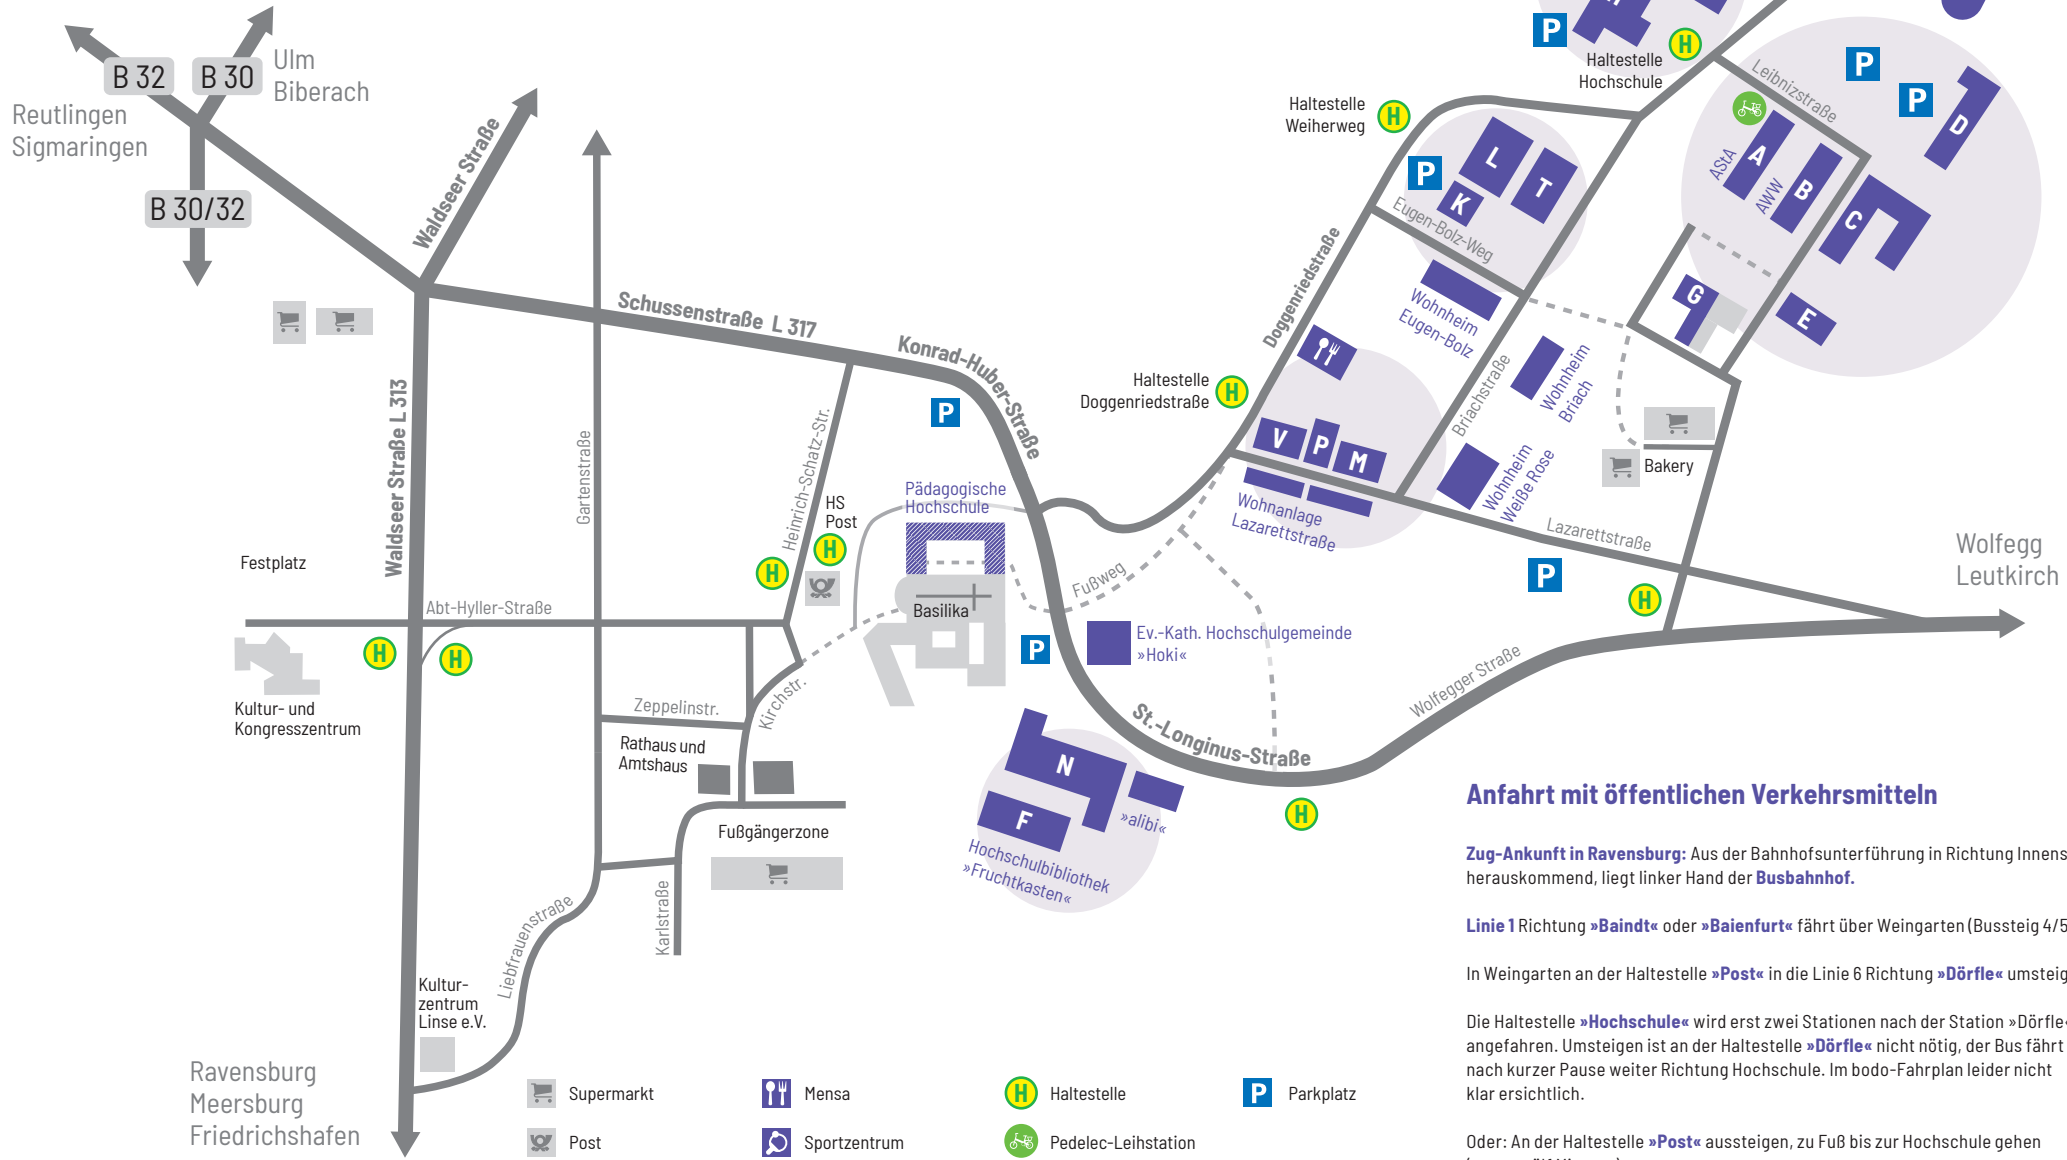 B 32
B 30
Ulm
Biberach
Reutlingen
Sigmaringen
B 30/32
Waldseer Straße
Schussenstraße L 317
Konrad-Huber-Straße
Waldseer Straße L 313
Gartenstraße
Heinrich-Schatz-Str.
P
HS
Post
H
H
Pädagogische
Hochschule
Basilika
Festplatz
Abt-Hyller-Straße
H
H
Kultur- und
Kongresszentrum
Zeppelinstr.
Kirchstr.
Rathaus und
Amtshaus
Fußgängerzone
Karlstraße
Liebfrauenstraße
Kultur-
zentrum
Linse e.V.
Ravensburg
Meersburg
Friedrichshafen
P
Haltestelle
Hochschule
H
Haltestelle
Weiherweg
H
Leibnizstraße
P
P
D
AStA
A
AWW
B
C
G
E
P
L
T
K
Eugen-Bolz-Weg
Doggenriedstraße
Wohnheim
Eugen-Bolz
Haltestelle
Doggenriedstraße
H
Briachstraße
Wohnheim
Briach
Wohnheim
Weiße Rose
V
P
M
Wohnanlage
Lazarettstraße
Bakery
Lazarettstraße
P
H
Wolfegg
Leutkirch
Fußweg
P
Ev.-Kath. Hochschulgemeinde
»Hoki«
St.-Longinus-Straße
Wolfegger Straße
H
N
F
»alibi«
Hochschulbibliothek
»Fruchtkasten«
Supermarkt
Post
Mensa
Sportzentrum
H Haltestelle
Pedelec-Leihstation
P Parkplatz
Anfahrt mit öffentlichen Verkehrsmitteln
Zug-Ankunft in Ravensburg: Aus der Bahnhofsunterführung in Richtung Innens
herauskommend, liegt linker Hand der Busbahnhof.
Linie 1 Richtung »Baindt« oder »Baienfurt« fährt über Weingarten (Bussteig 4/5
In Weingarten an der Haltestelle »Post« in die Linie 6 Richtung »Dörfle« umsteig
Die Haltestelle »Hochschule« wird erst zwei Stationen nach der Station »Dörfle«
angefahren. Umsteigen ist an der Haltestelle »Dörfle« nicht nötig, der Bus fährt
nach kurzer Pause weiter Richtung Hochschule. Im bodo-Fahrplan leider nicht
klar ersichtlich.
Oder: An der Haltestelle »Post« aussteigen, zu Fuß bis zur Hochschule gehen